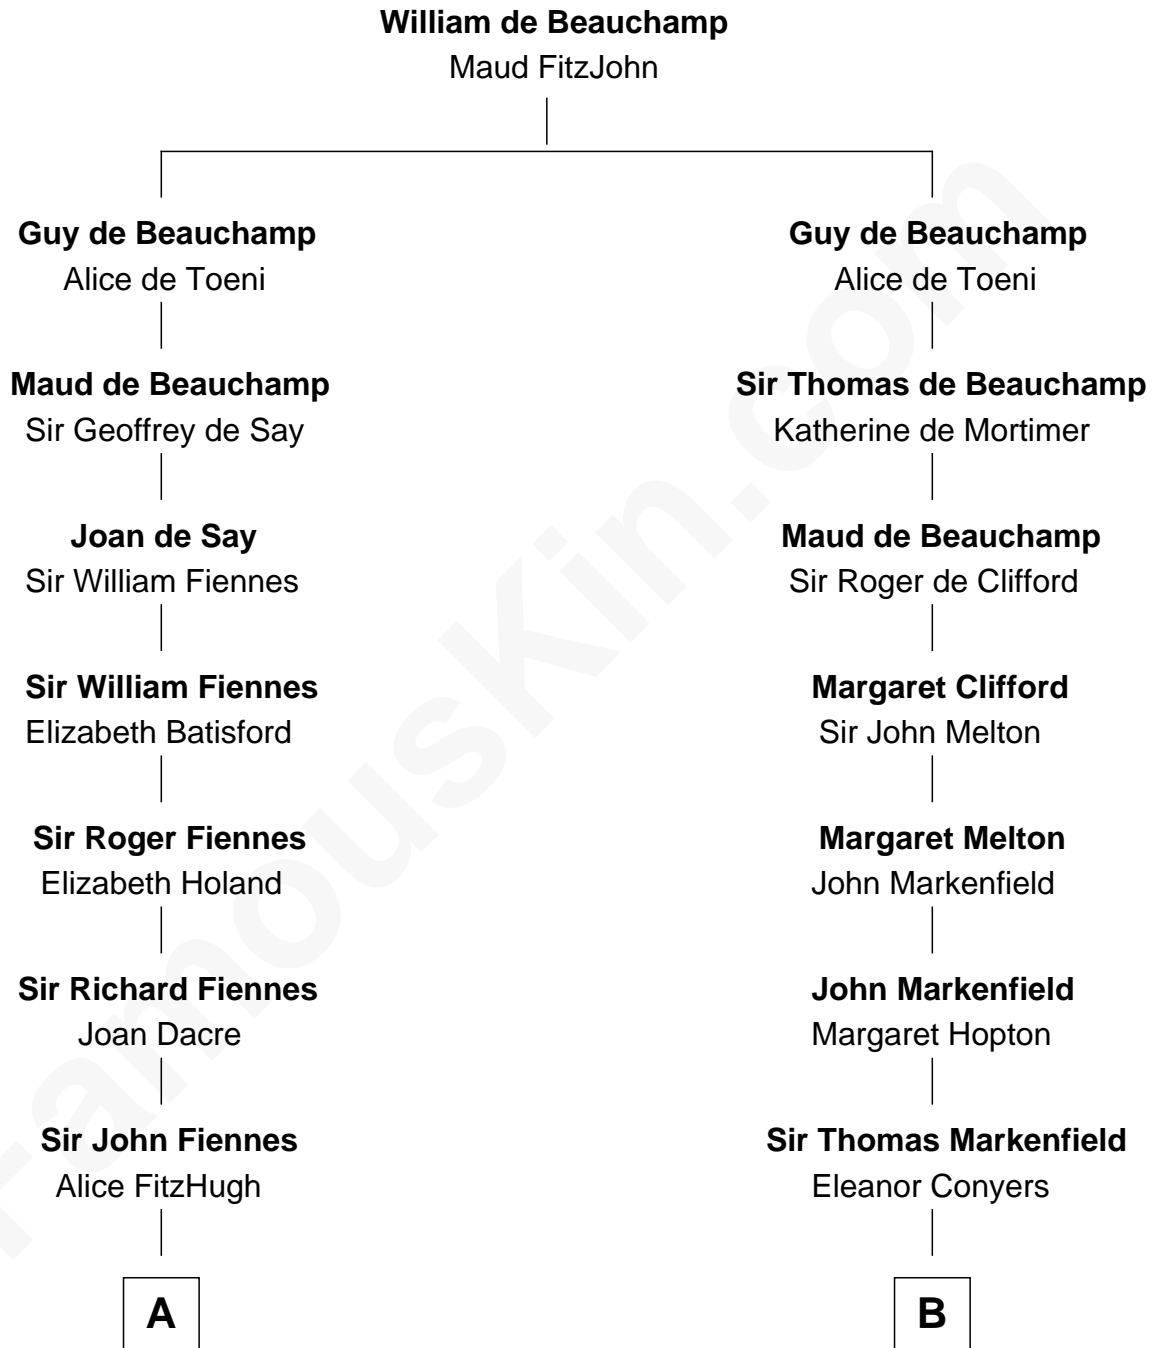 William de Beauchamp
Maud FitzJohn
Guy de Beauchamp
Alice de Toeni
Guy de Beauchamp
Alice de Toeni
Maud de Beauchamp
Sir Geoffrey de Say
Sir Thomas de Beauchamp
Katherine de Mortimer
Joan de Say
Sir William Fiennes
Maud de Beauchamp
Sir Roger de Clifford
Sir William Fiennes
Elizabeth Batisford
Margaret Clifford
Sir John Melton
Sir Roger Fiennes
Elizabeth Holand
Margaret Melton
John Markenfield
Sir Richard Fiennes
Joan Dacre
John Markenfield
Margaret Hopton
Sir John Fiennes
Alice FitzHugh
Sir Thomas Markenfield
Eleanor Conyers
A
B
FamousKin.com